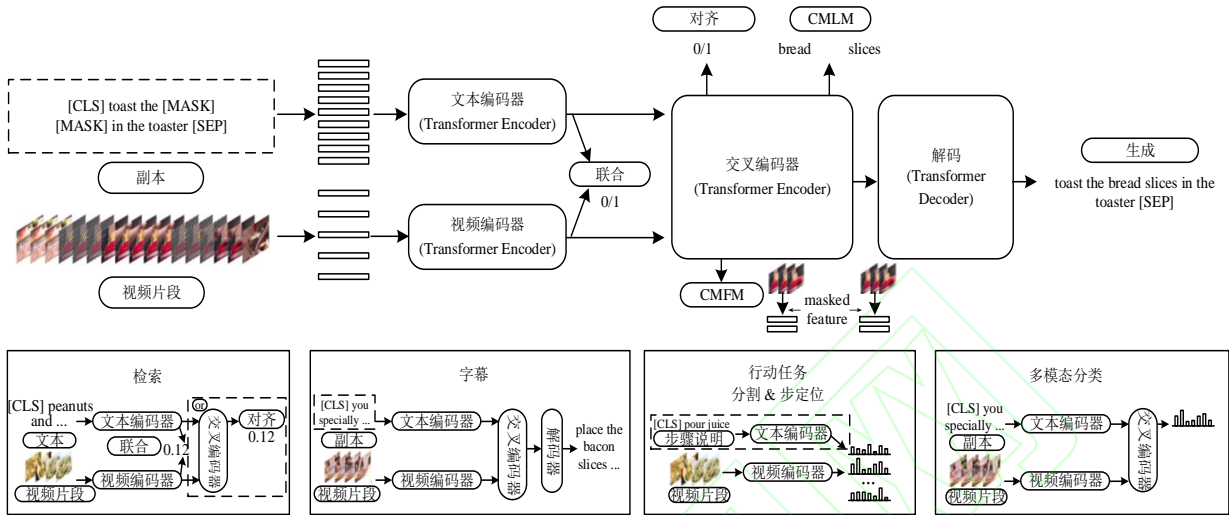 对齐
CMLM
0/1
bread
slices
[CLS] toast the [MASK]
[MASK] in the toaster [SEP]
副本
视频片段
文本编码器
(Transformer Encoder)
联合
0/1
视频编码器
(Transformer Encoder)
交叉编码器
(Transformer Encoder)
解码
(Transformer
Decoder)
生成
toast the bread slices in the
toaster [SEP]
CMFM
masked
feature
检索
[CLS] peanuts
and ...
文本
视频片段
文本编码器
联合
0.12
视频编码器
or
交叉编码器
对齐
0.12
字幕
[CLS] you
specially ...
副本
视频片段
文本编码器
视频编码器
交叉编码器
解码器
place the
bacon
slices ...
行动任务
分割 & 步定位
[CLS] pour juice
步骤说明
文本编码器
视频编码器
视频片段
...
多模态分类
[CLS] you
specially ...
副本
视频片段
文本编码器
视频编码器
交叉编码器